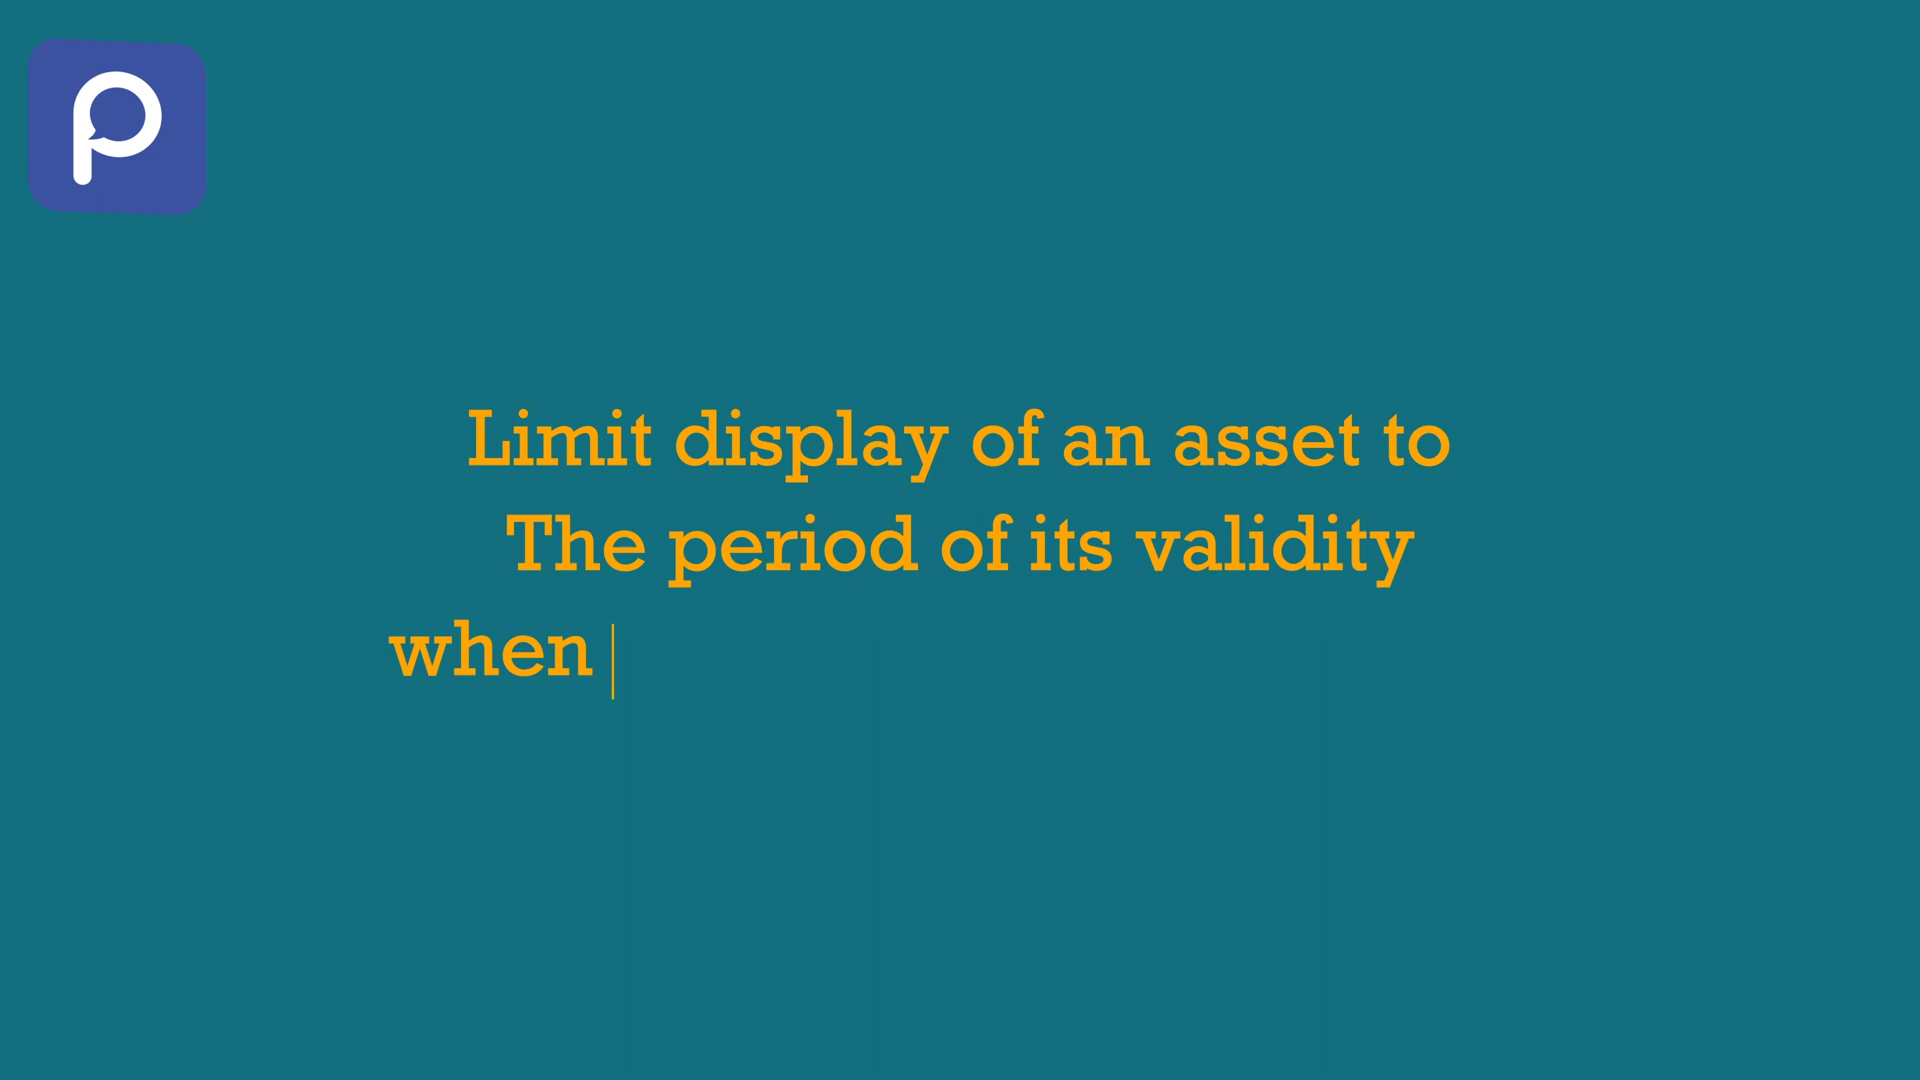 Limit display of an asset to
The period of its validity
when